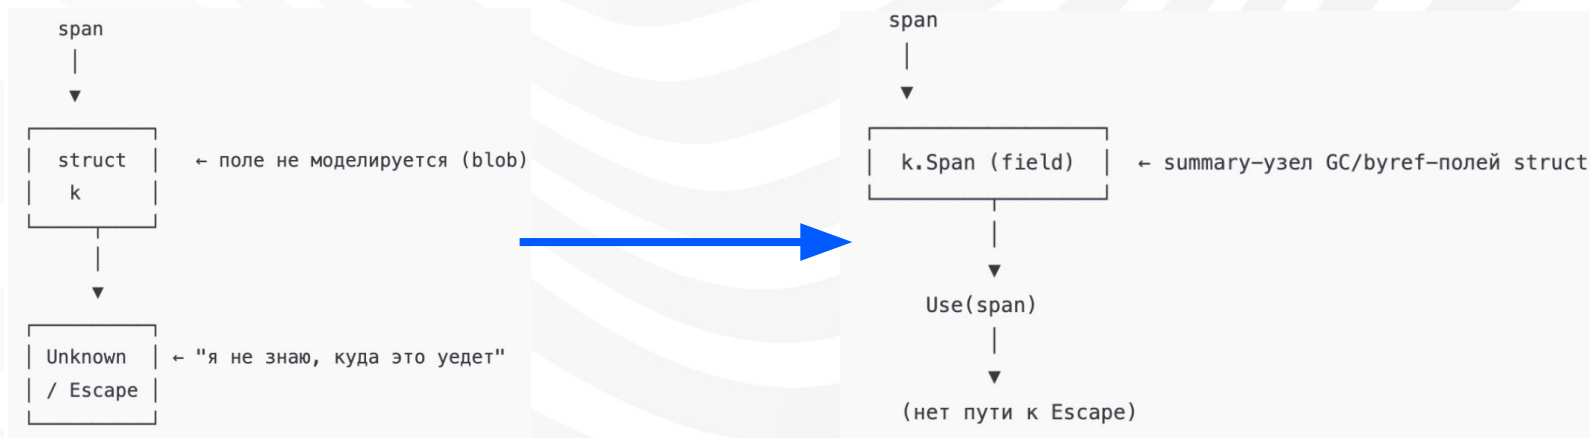 span
struct
k
← поле не моделируется (blob)
Unknown
/ Escape
← "я не знаю, куда это уедет"
span
k.Span (field)
← summary-узел GC/byref-полей struct
Use(span)
(нет пути к Escape)